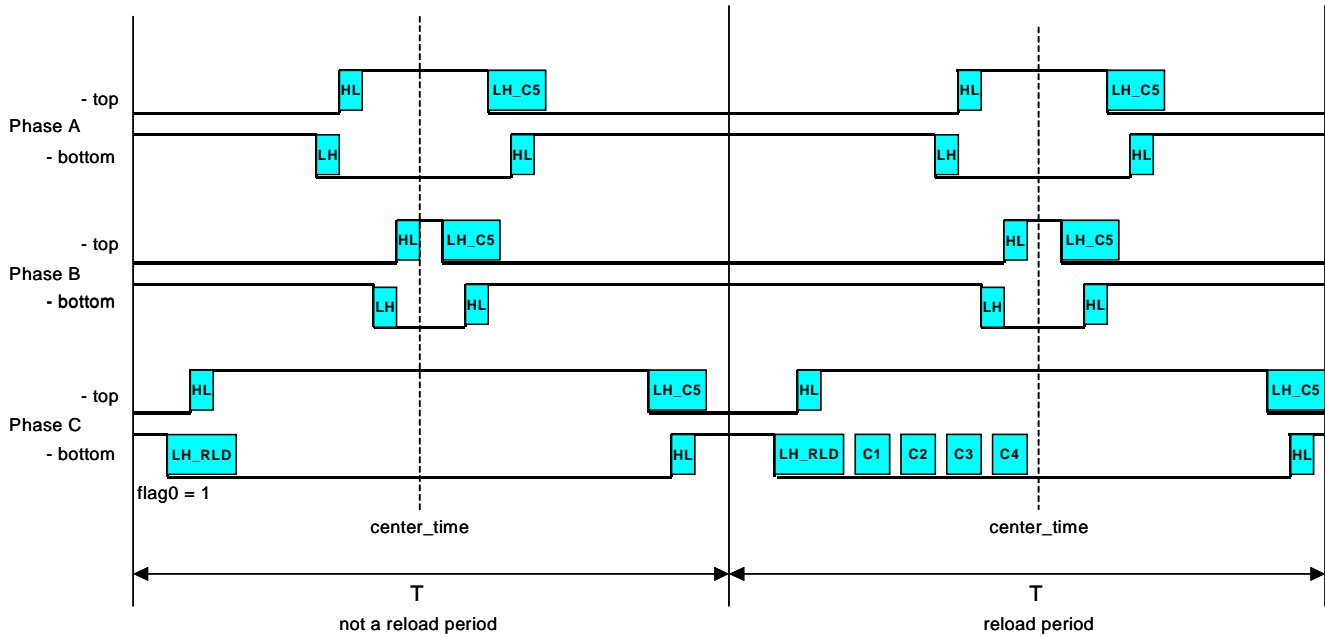 HL LH_C5 HL LH_C5
- top
Phase A
- bottom
LH HL LH HL
HL LH_C5 HL LH_C5
- top
Phase B
- bottom
LH HL LH HL
- top
HL LH_C5 HL LH_C5
Phase C
- bottom
LH_RLD HL LH_RLD C1 C2 C3 C4 HL
flag0 = 1
center_time center_time
T T
not a reload period reload period